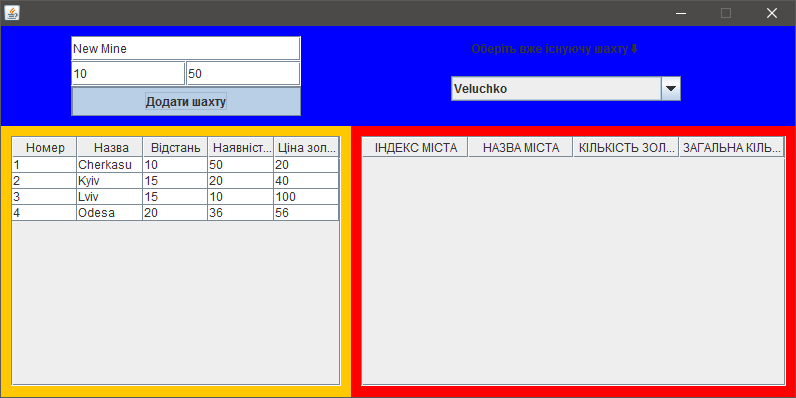 New Mine
10 50
Додати шахту
Оберіть вже існуючу шахту⬇
Veluchko
Номер Назва Відстань Наявніст... Ціна зол...
1 Cherkasu 10 50 20
2 Kyiv 15 20 40
3 Lviv 15 10 100
4 Odesa 20 36 56
ІНДЕКС МІСТА НАЗВА МІСТА КІЛЬКІСТЬ ЗОЛ... ЗАГАЛЬНА КІЛЬ...